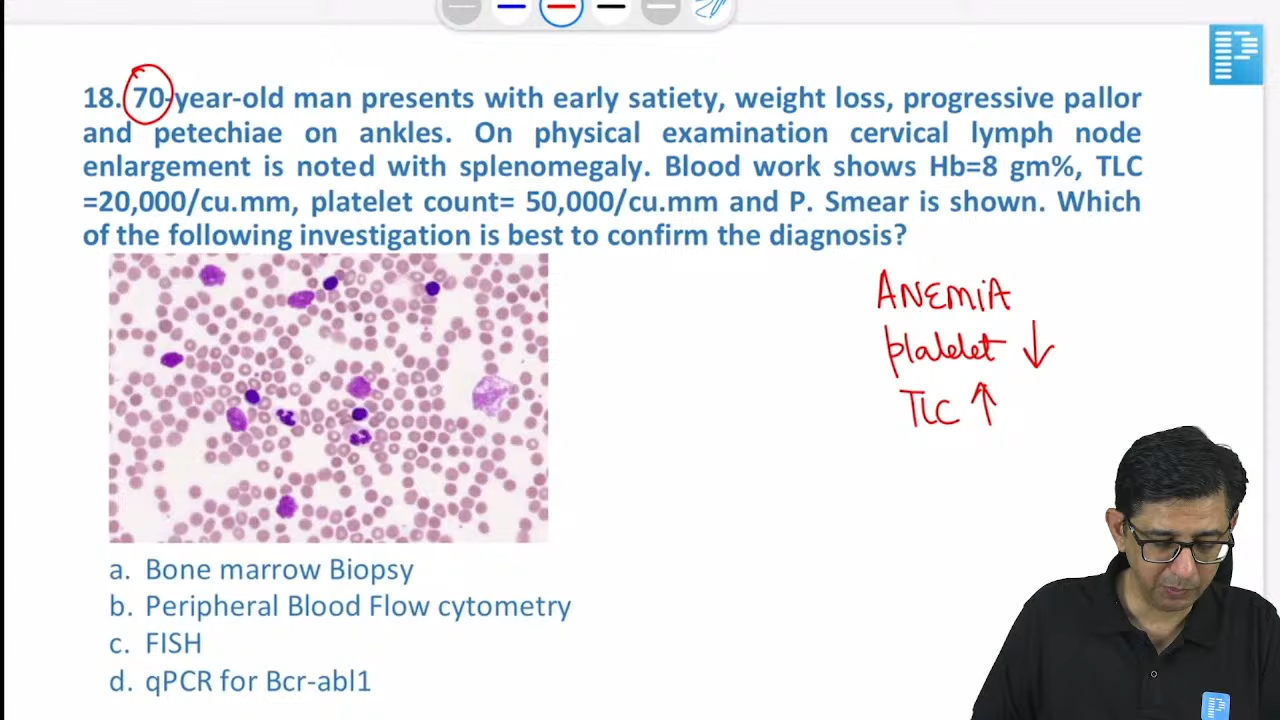 18. 70-year-old man presents with early satiety, weight loss, progressive pallor
and petechiae on ankles. On physical examination cervical lymph node
enlargement is noted with splenomegaly. Blood work shows Hb=8 gm%, TLC
=20,000/cu.mm, platelet count= 50,000/cu.mm and P. Smear is shown. Which
of the following investigation is best to confirm the diagnosis?
ANEMiA
platelet ↓
TLC ↑
a. Bone marrow Biopsy
b. Peripheral Blood Flow cytometry
c. FISH
d. qPCR for Bcr-abl1